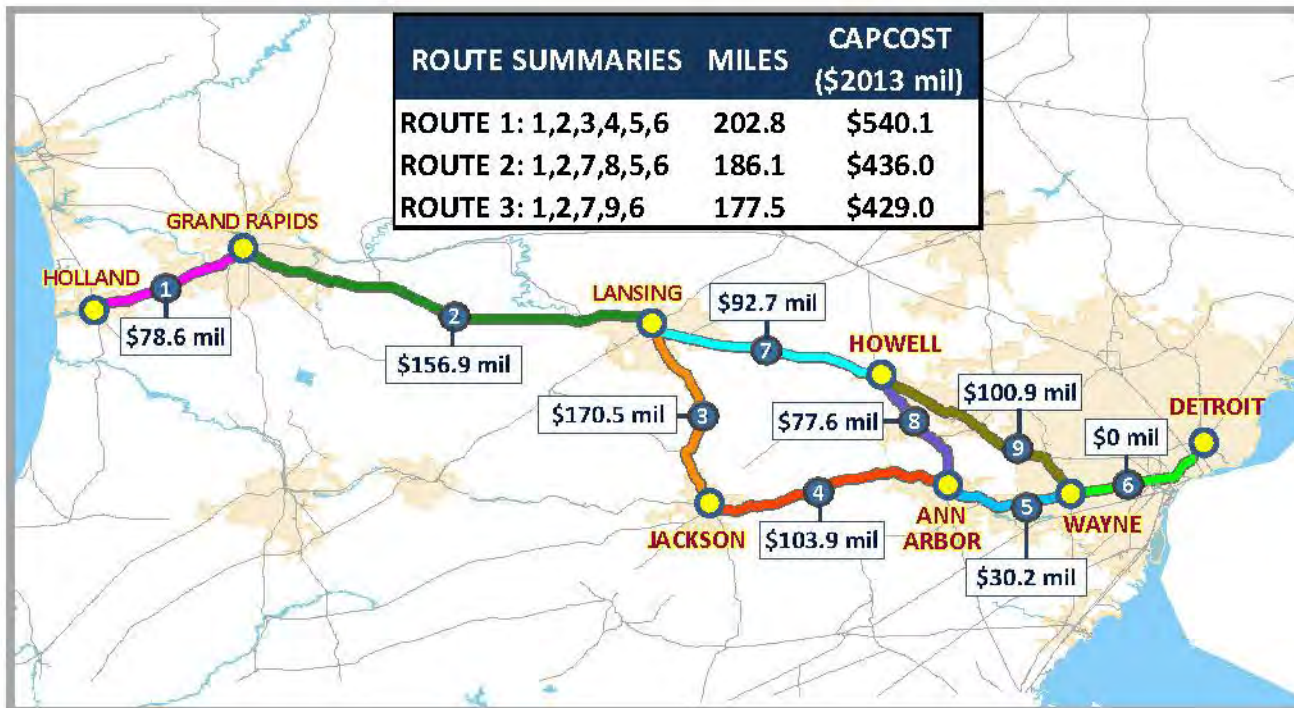 ROUTE SUMMARIES MILES CAPCOST ($2013 mil)
ROUTE 1: 1,2,3,4,5,6 202.8 $540.1
ROUTE 2: 1,2,7,8,5,6 186.1 $436.0
ROUTE 3: 1,2,7,9,6 177.5 $429.0
GRAND RAPIDS
HOLLAND
1
$78.6 mil
2
$156.9 mil
LANSING
$92.7 mil
7
HOWELL
$170.5 mil
3
$77.6 mil
8
$100.9 mil
9
DETROIT
$0 mil
6
JACKSON
4
$103.9 mil
ANN
ARBOR
5
WAYNE
$30.2 mil